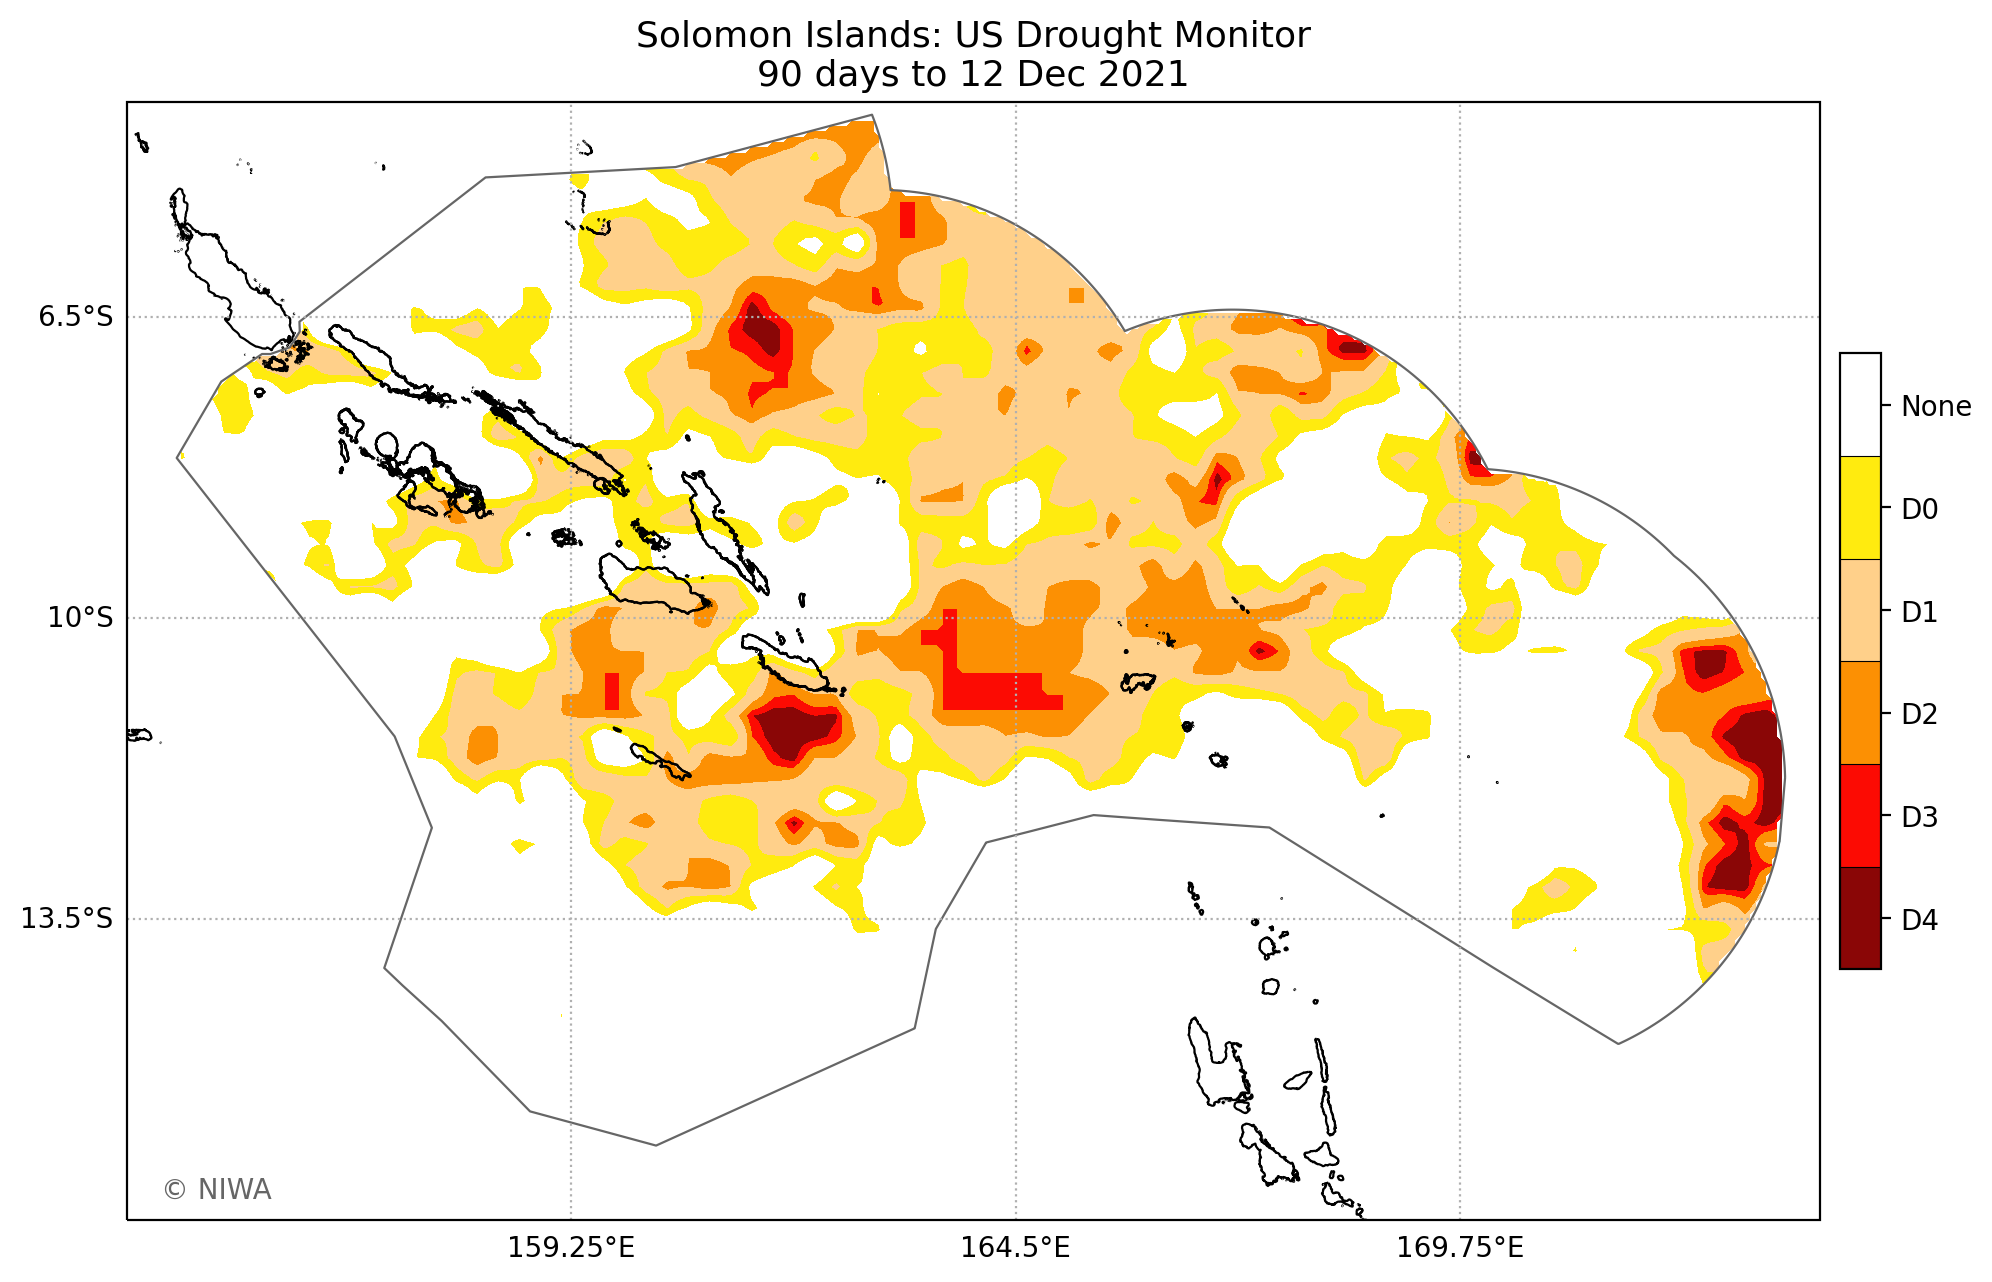 Solomon Islands: US Drought Monitor
90 days to 12 Dec 2021
6.5°S
10°S
13.5°S
159.25°E
164.5°E
169.75°E
None
D0
D1
D2
D3
D4
© NIWA